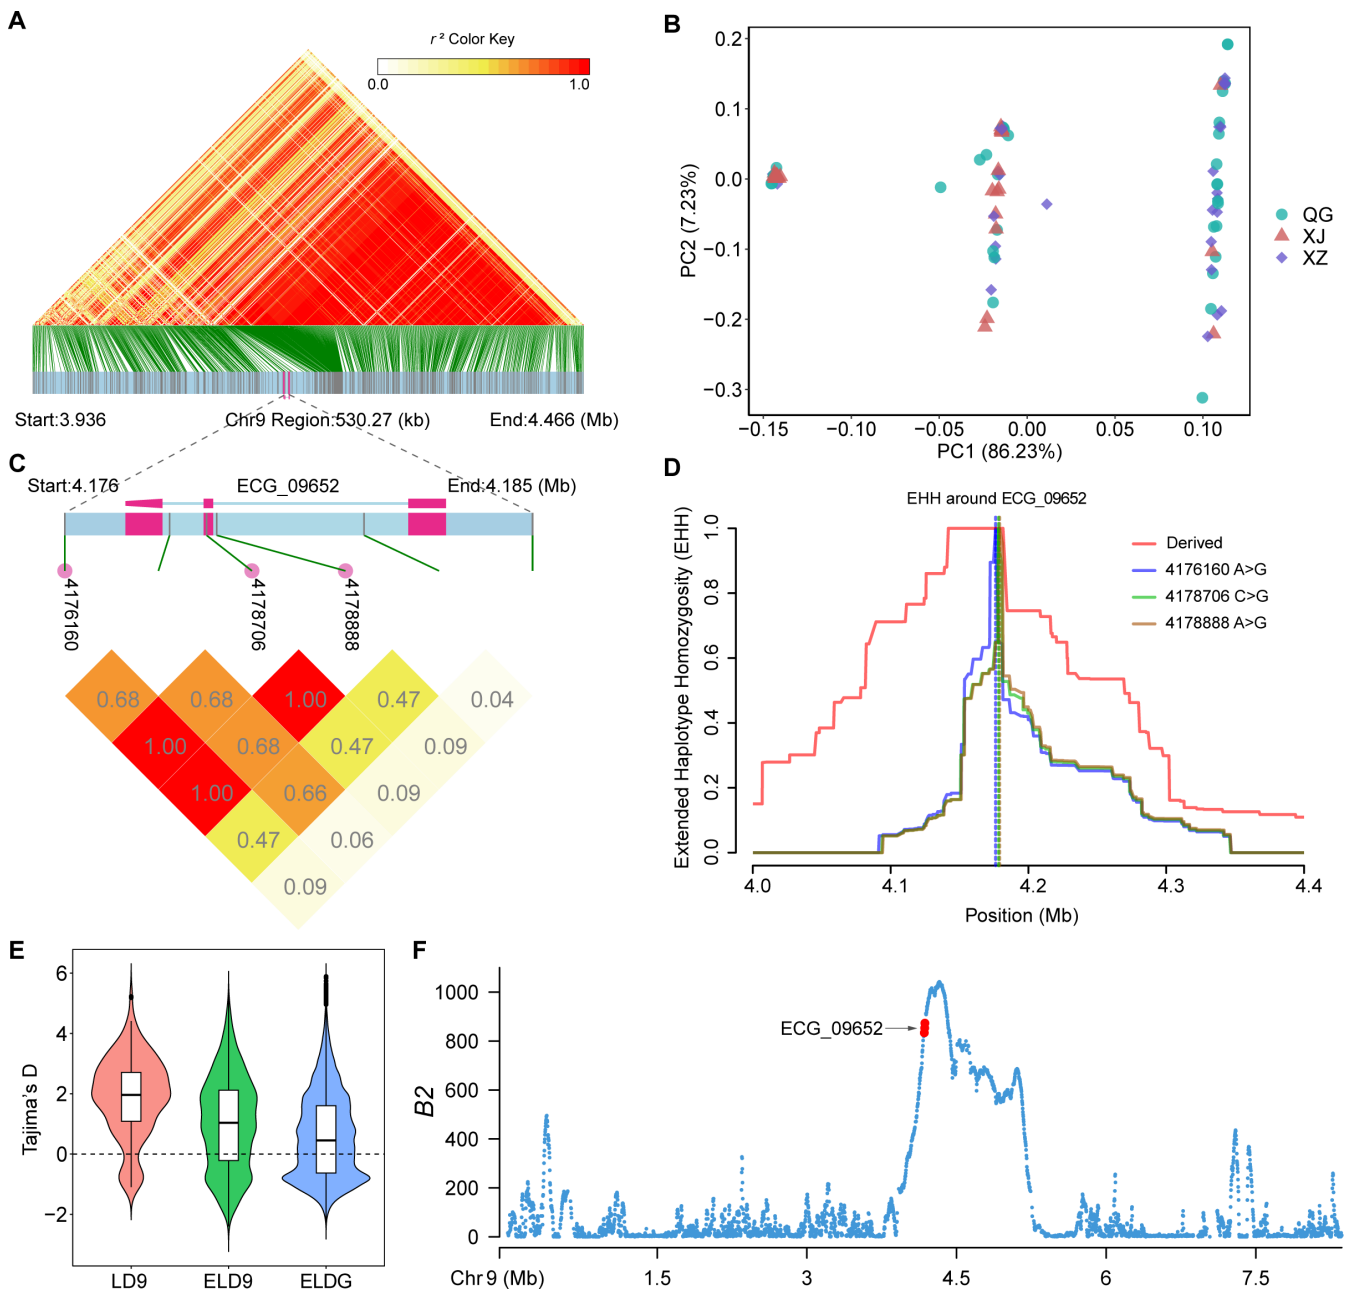 A
r ² Color Key
0.0 1.0
Start:3.936 Chr9 Region:530.27 (kb) End:4.466 (Mb)
B
0.2
0.1
0.0
−0.1
−0.2
−0.3
PC2 (7.23%)
−0.15 −0.10 −0.05 0.00 0.05 0.10
PC1 (86.23%)
QG
XJ
XZ
C
Start:4.176 ECG_09652 End:4.185 (Mb)
4176160
4178706
4178888
0.68 0.68 1.00 0.47 0.04
1.00 0.68 0.47 0.09
1.00 0.66 0.09
0.47 0.06
0.09
D
EHH around ECG_09652
Extended Haplotype Homozygosity (EHH)
1.
0.8
0.6
0.4
0.2
0.0
Derived
4176160 A>G
4178706 C>G
4178888 A>G
4.0 4.1 4.2 4.3 4.4
Position (Mb)
E
Tajima's D
6
4
2
0
−2
LD9 ELD9 ELDG
F
B2
1000
800
600
400
200
0
ECG_09652
Chr 9 (Mb) 1.5 3 4.5 6 7.5